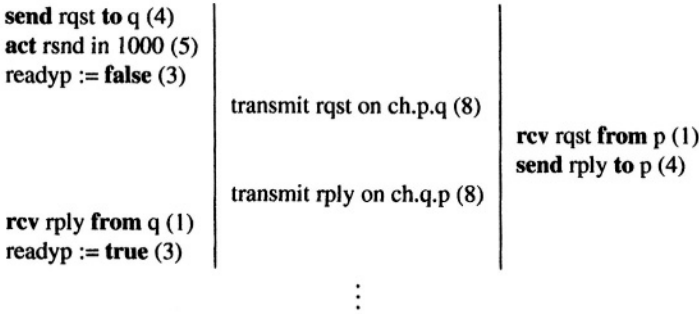 send rqst to q (4)
act rsnd in 1000 (5)
readyp := false (3)
transmit rqst on ch.p.q (8)
rcv rqst from p (1)
send rply to p (4)
transmit rply on ch.q.p (8)
rcv rply from q (1)
readyp := true (3)
⋮